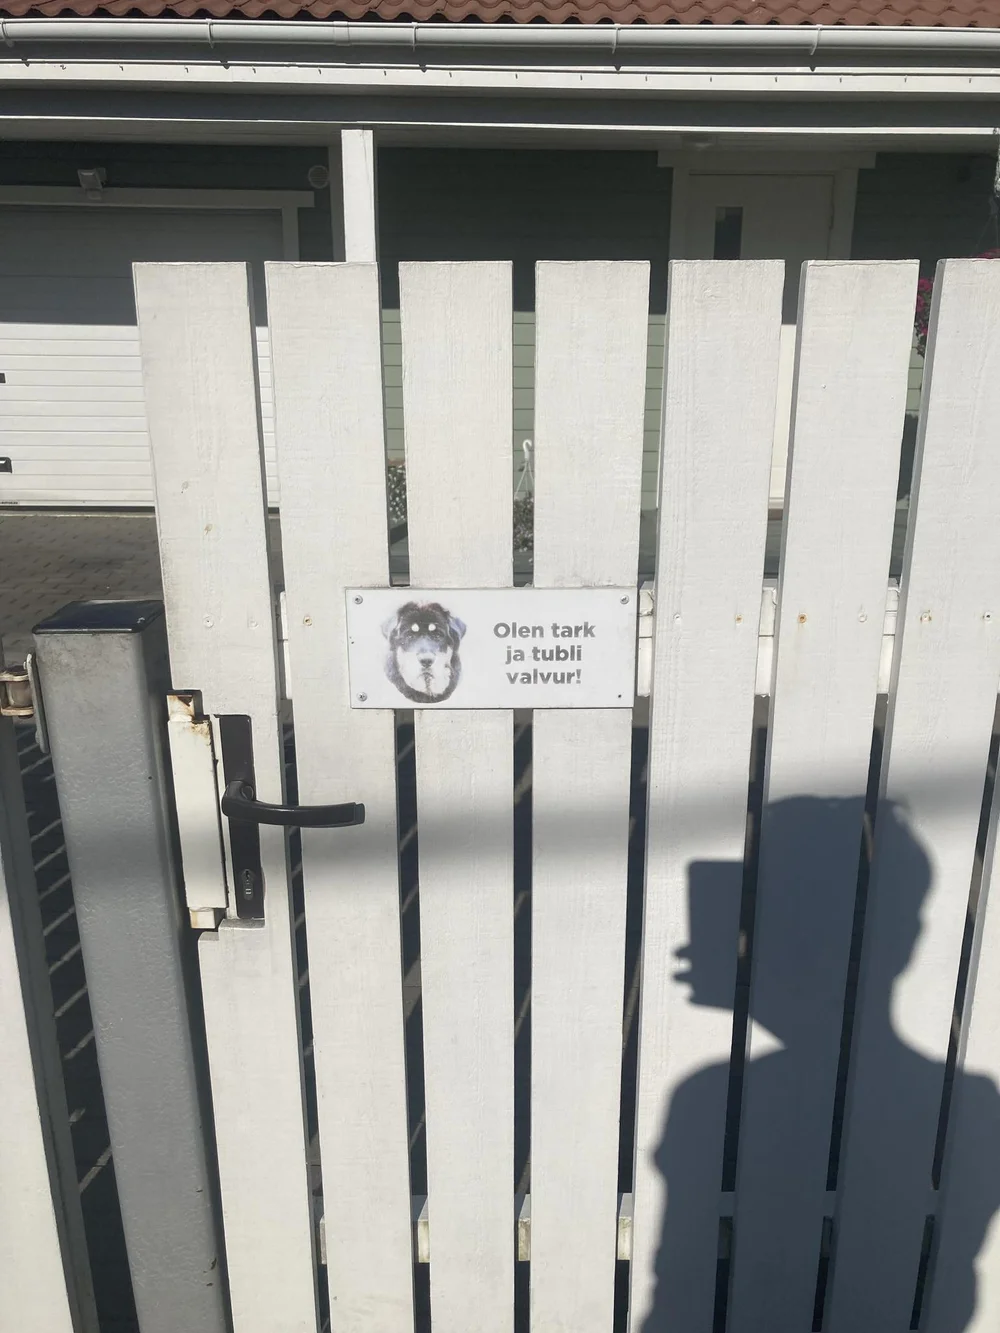 Olen tark
ja tubli
valvur!